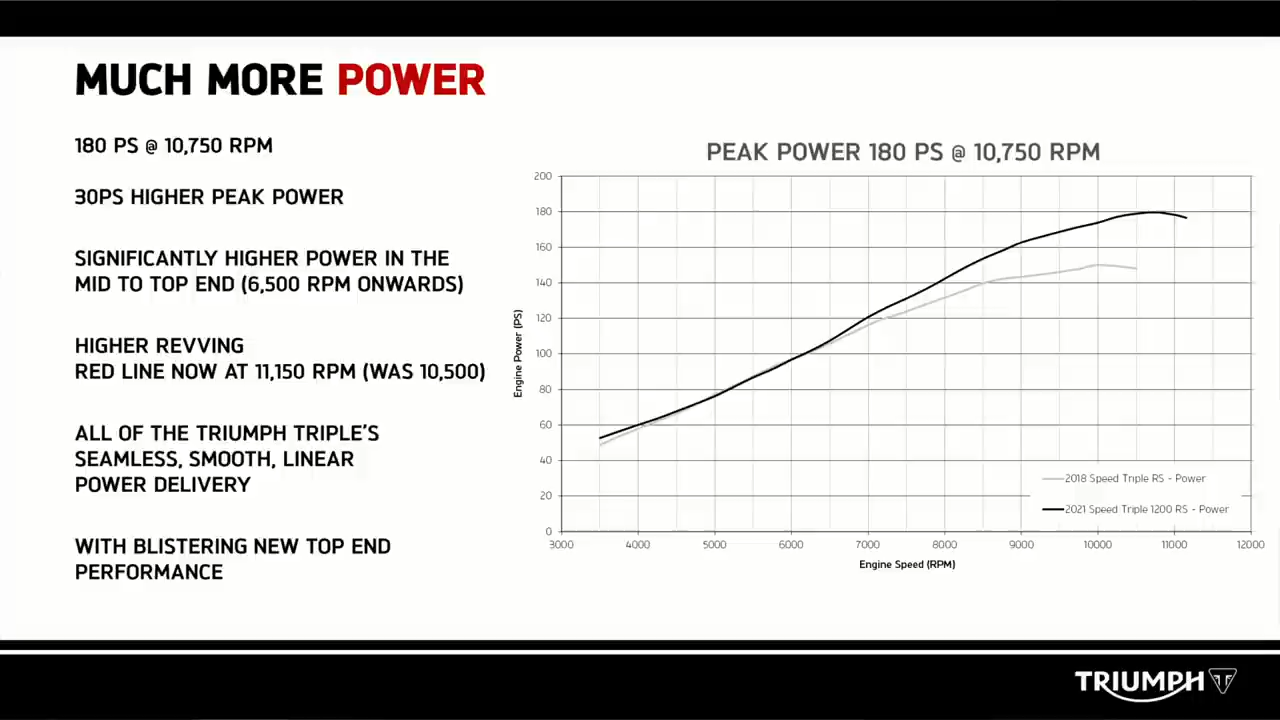 MUCH MORE POWER
180 PS @ 10,750 RPM
30PS HIGHER PEAK POWER
SIGNIFICANTLY HIGHER POWER IN THE
MID TO TOP END (6,500 RPM ONWARDS)
HIGHER REVVING
RED LINE NOW AT 11,150 RPM (WAS 10,500)
ALL OF THE TRIUMPH TRIPLE'S
SEAMLESS, SMOOTH, LINEAR
POWER DELIVERY
WITH BLISTERING NEW TOP END
PERFORMANCE
PEAK POWER 180 PS @ 10,750 RPM
Engine Power (PS)
200
180
160
140
120
100
80
60
40
20
0
2018 Speed Triple RS - Power
2021 Speed Triple 1200 RS - Power
3000 4000 5000 6000 7000 8000 9000 10000 11000 12000
Engine Speed (RPM)
TRIUMPH